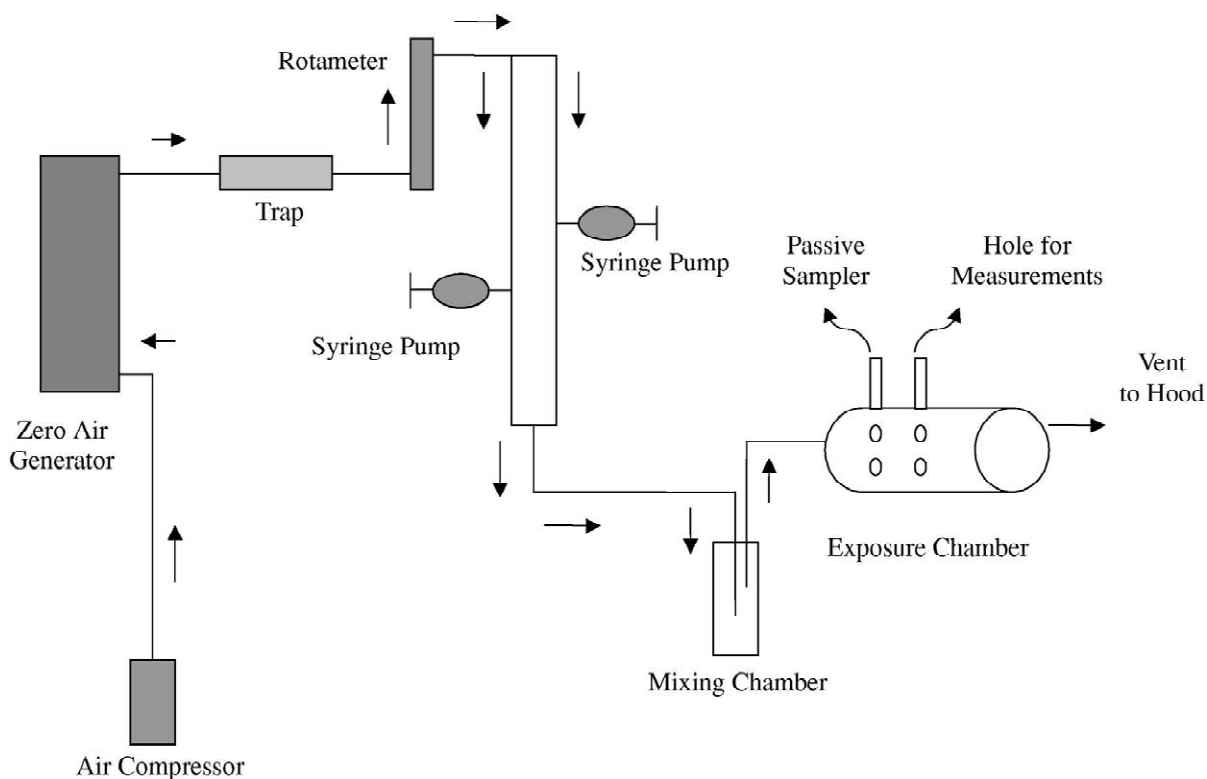 Rotameter
Trap
Syringe Pump
Syringe Pump
Passive
Sampler
Hole for
Measurements
Vent
to Hood
Zero Air
Generator
Exposure Chamber
Mixing Chamber
Air Compressor